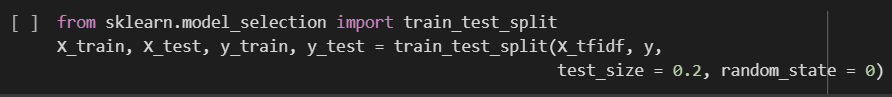 [ ] from sklearn.model_selection import train_test_split
X_train, X_test, y_train, y_test = train_test_split(X_tfidf, y,
test_size = 0.2, random_state = 0)